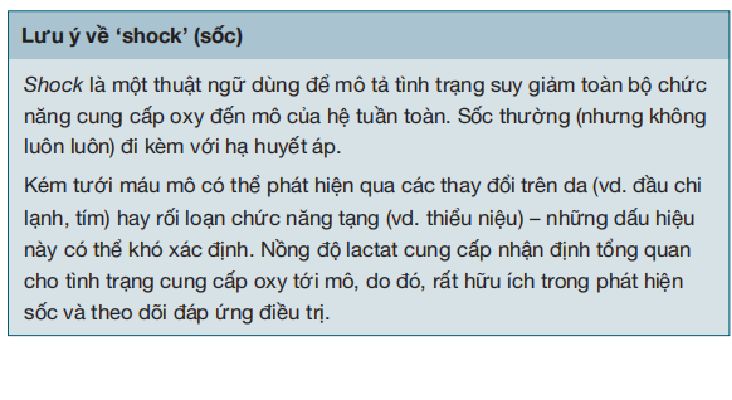 Lưu ý về ‘shock’ (sốc)
Shock là một thuật ngữ dùng để mô tả tình trạng suy giảm toàn bộ chức
năng cung cấp oxy đến mô của hệ tuần toàn. Sốc thường (nhưng không
luôn luôn) đi kèm với hạ huyết áp.
Kém tưới máu mô có thể phát hiện qua các thay đổi trên da (vd. đầu chi
lạnh, tím) hay rối loạn chức năng tạng (vd. thiểu niệu) – những dấu hiệu
này có thể khó xác định. Nồng độ lactat cung cấp nhận định tổng quan
cho tình trạng cung cấp oxy tới mô, do đó, rất hữu ích trong phát hiện
sốc và theo dõi đáp ứng điều trị.